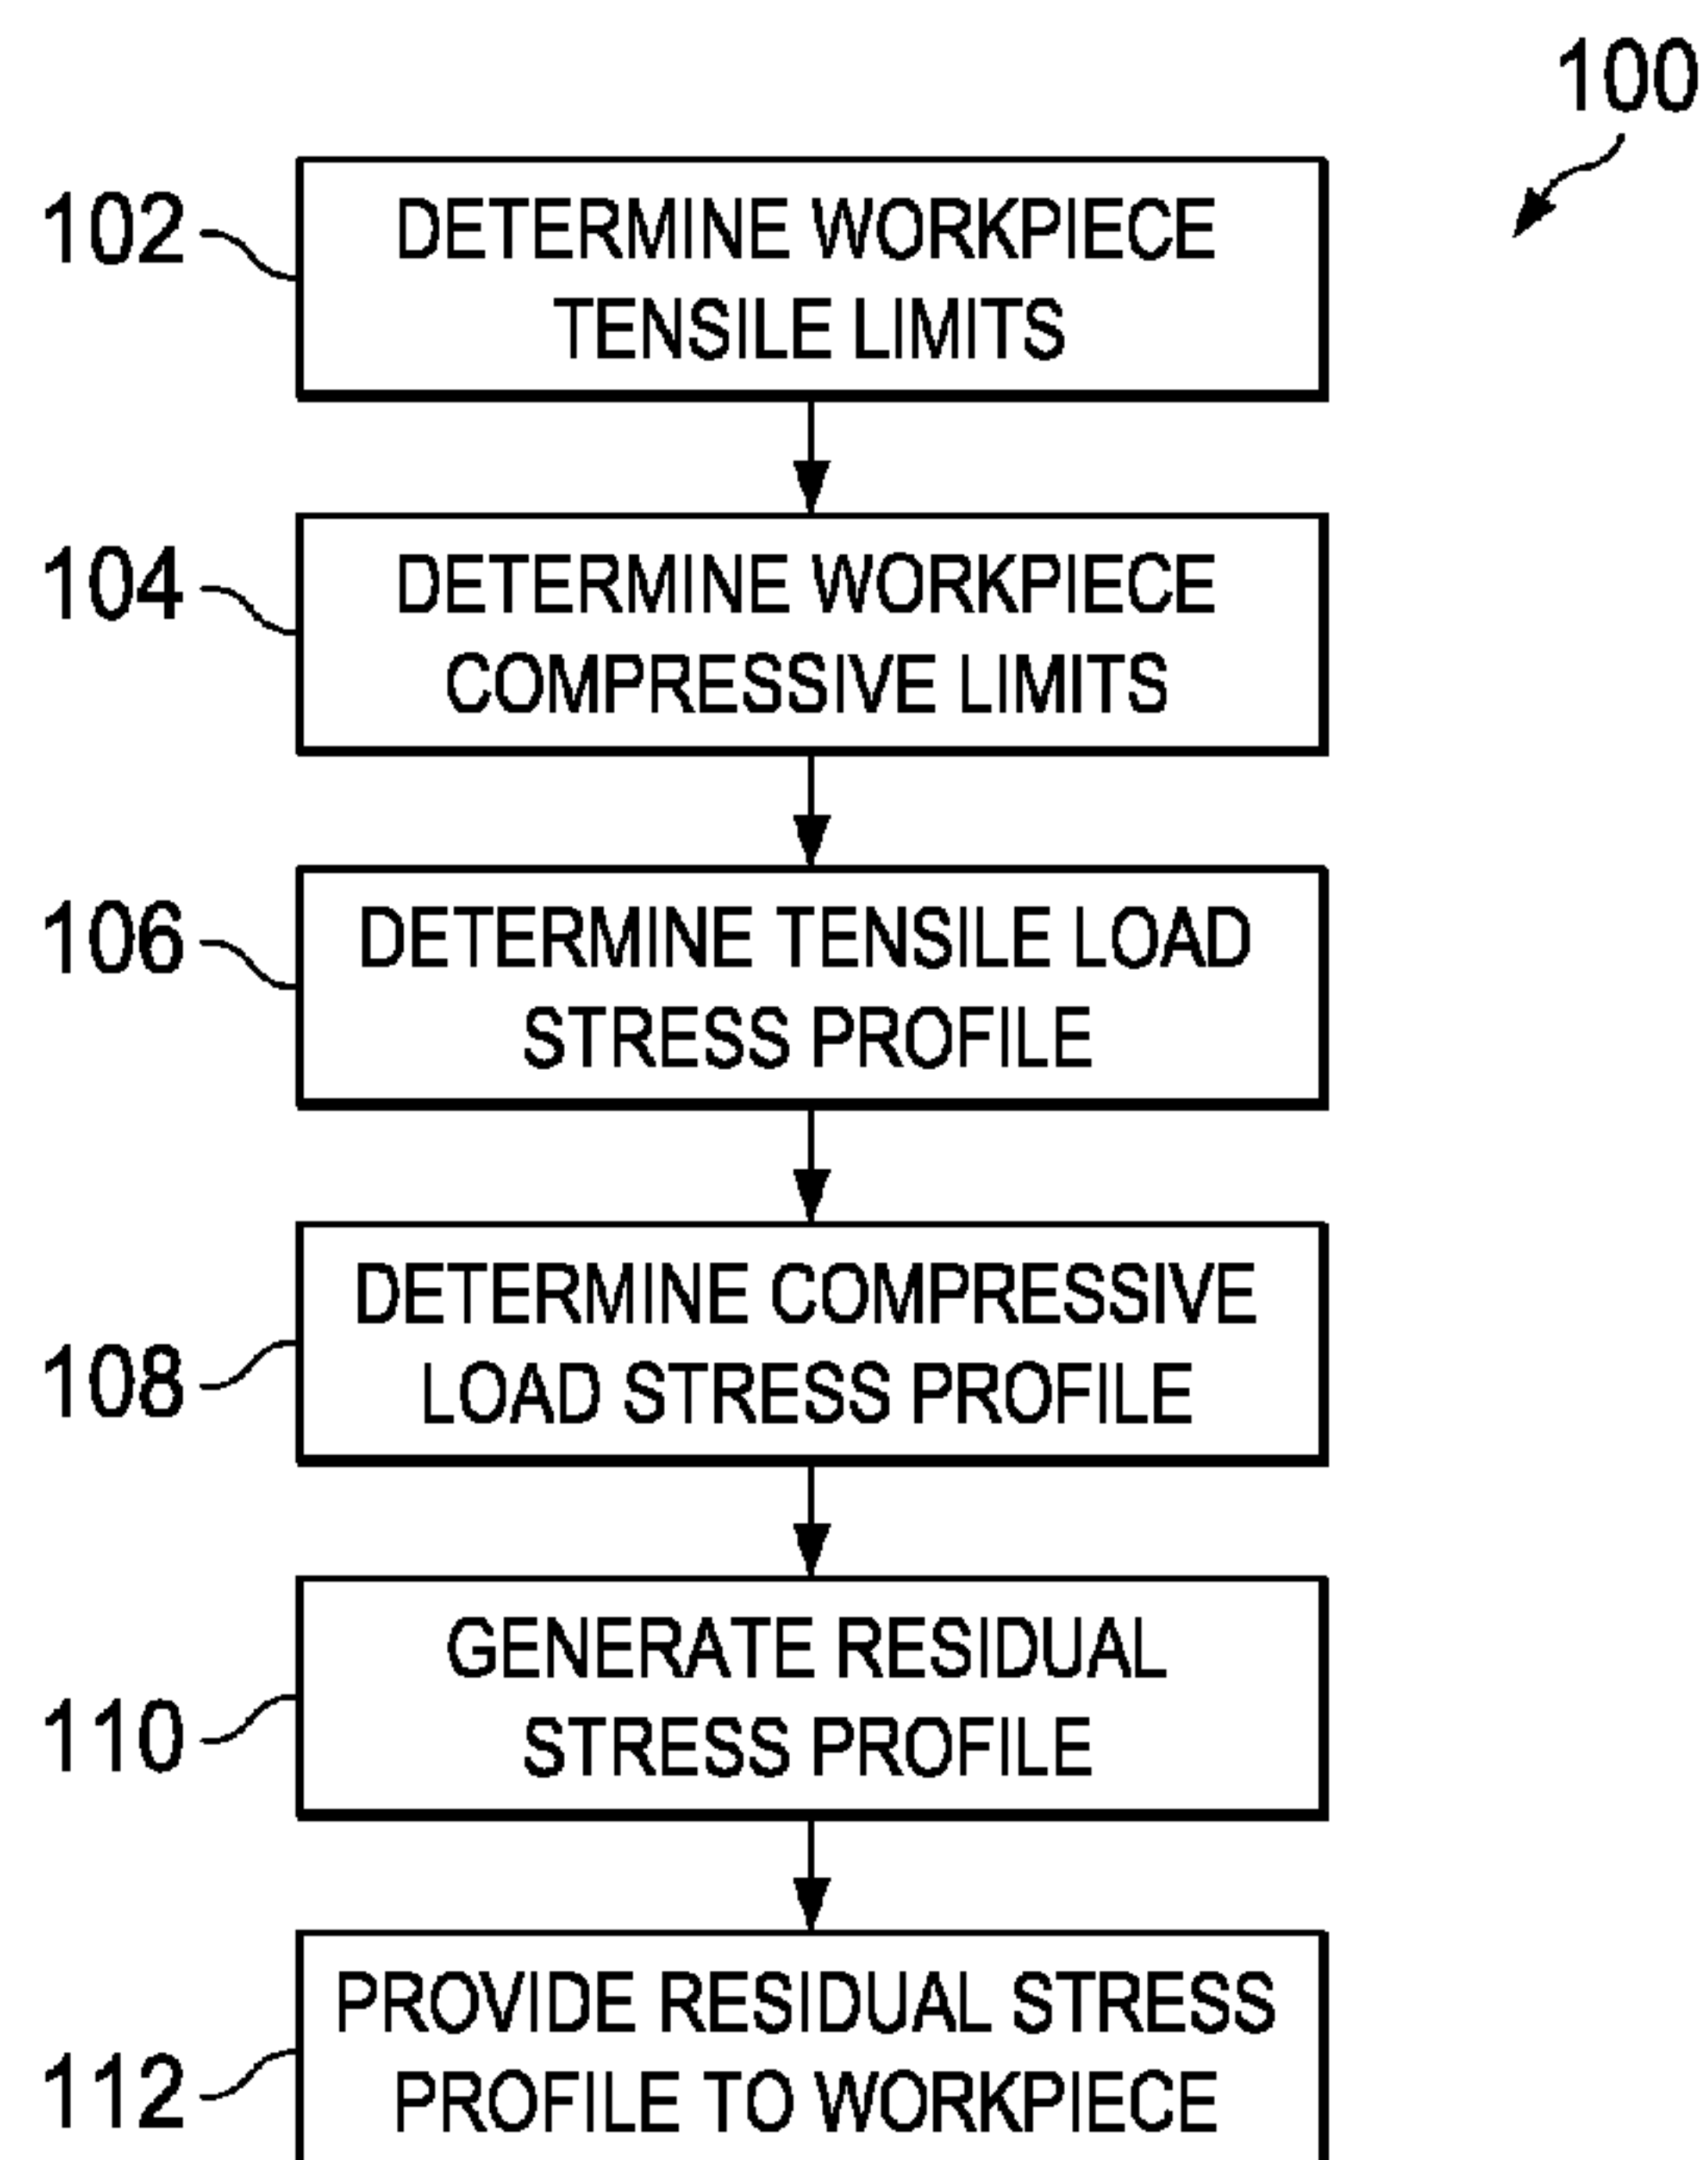 100
102
DETERMINE WORKPIECE
TENSILE LIMITS
104
DETERMINE WORKPIECE
COMPRESSIVE LIMITS
106
DETERMINE TENSILE LOAD
STRESS PROFILE
108
DETERMINE COMPRESSIVE
LOAD STRESS PROFILE
110
GENERATE RESIDUAL
STRESS PROFILE
112
PROVIDE RESIDUAL STRESS
PROFILE TO WORKPIECE